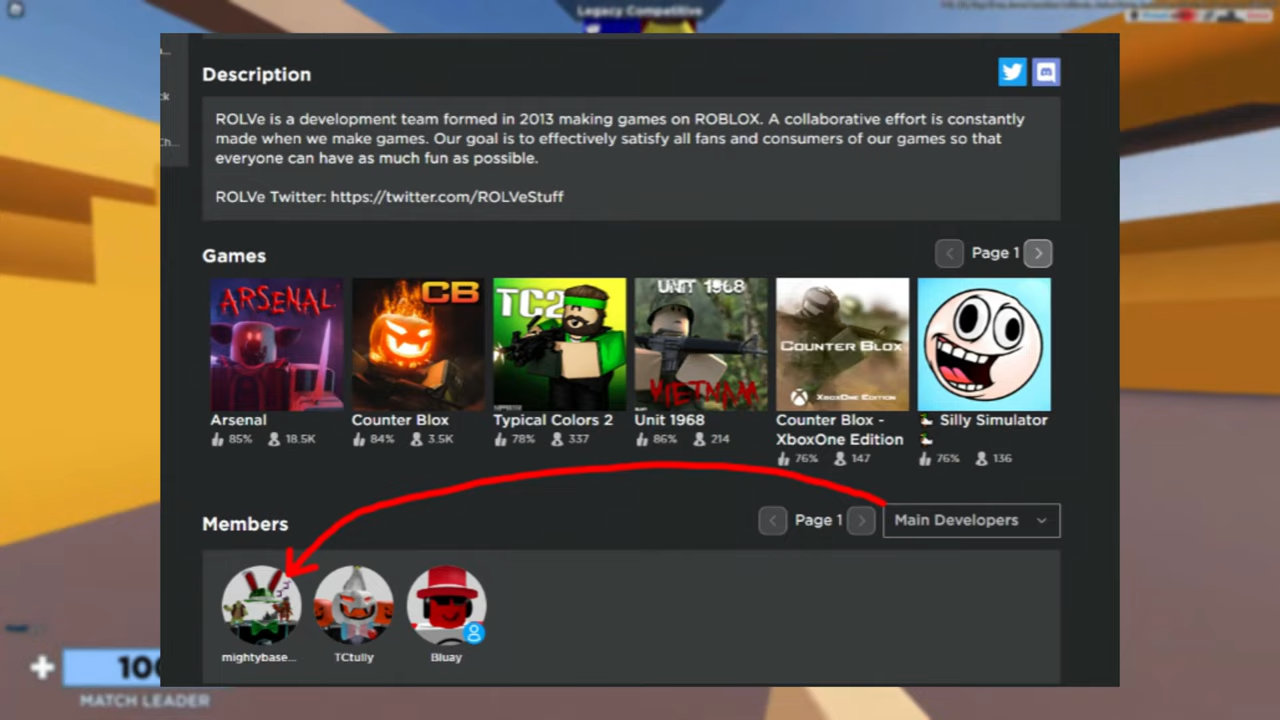 Legacy Competitive
Description
ROLVe is a development team formed in 2013 making games on ROBLOX. A collaborative effort is constantly
made when we make games. Our goal is to effectively satisfy all fans and consumers of our games so that
everyone can have as much fun as possible.
ROLVe Twitter: https://twitter.com/ROLVeStuff
Games
Page 1
ARSENAL
CB
TC2
UNIT 1968
VIETNAM
COUNTER BLOX
XBOXONE EDITION
Arsenal
Counter Blox
Typical Colors 2
Unit 1968
Counter Blox -
XboxOne Edition
Silly Simulator
85% 18.5K
84% 3.5K
78% 337
86% 214
76% 147
76% 136
Members
Page 1
Main Developers
mightybase...
TCtully
Bluay
100
MATCH LEADER